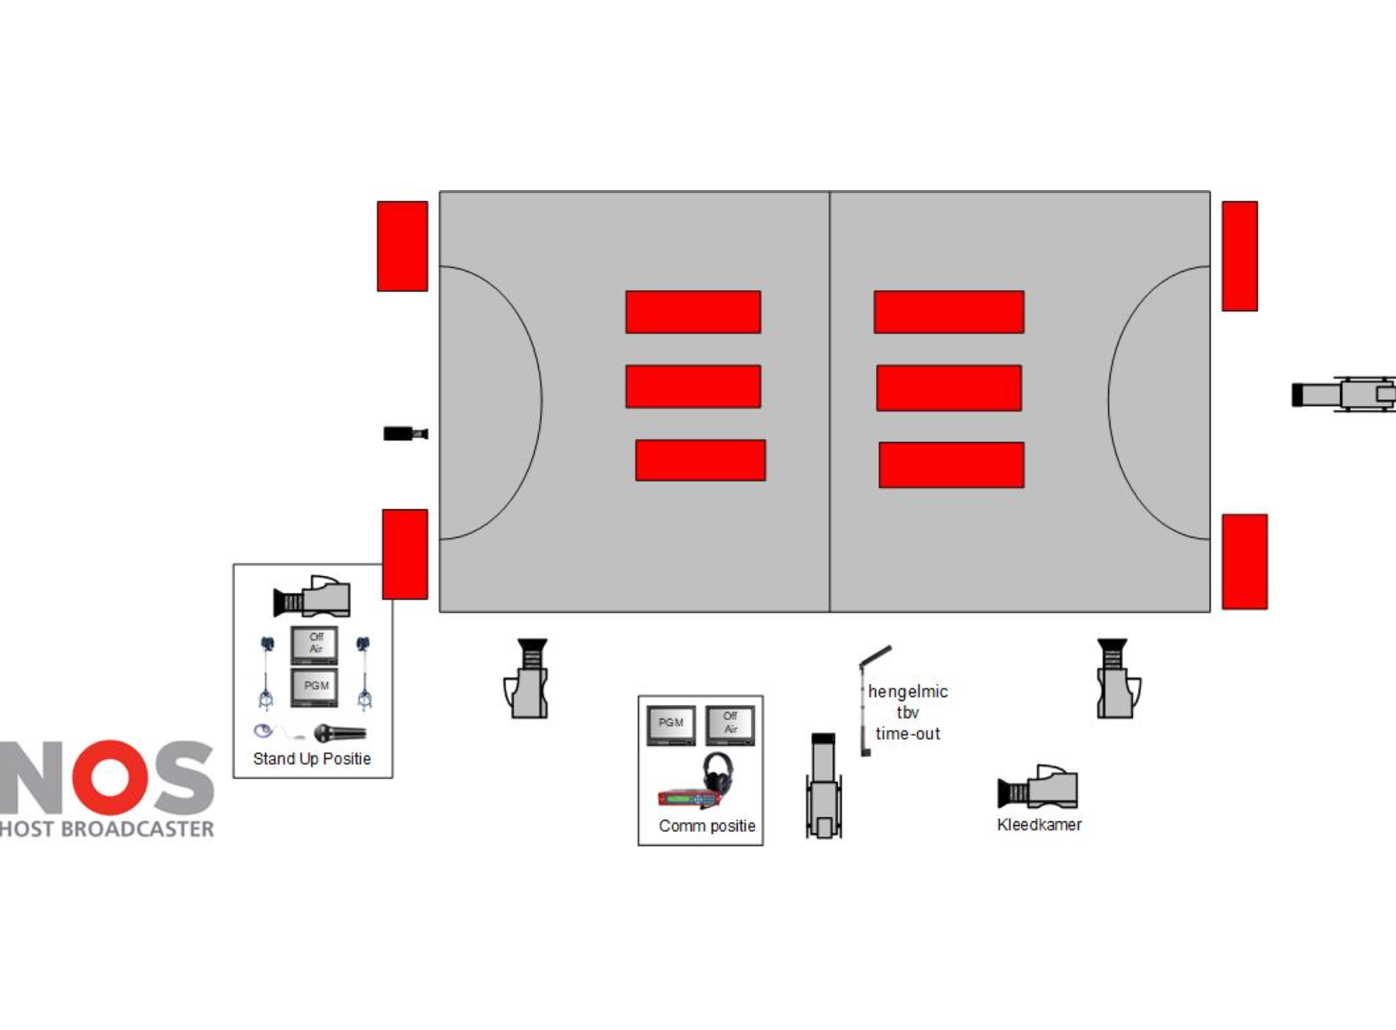 Off
Air
PGM
Stand Up Positie
NOS
HOST BROADCASTER
PGM
Off
Air
Comm positie
hengelmic
tbv
time-out
Kleedkamer